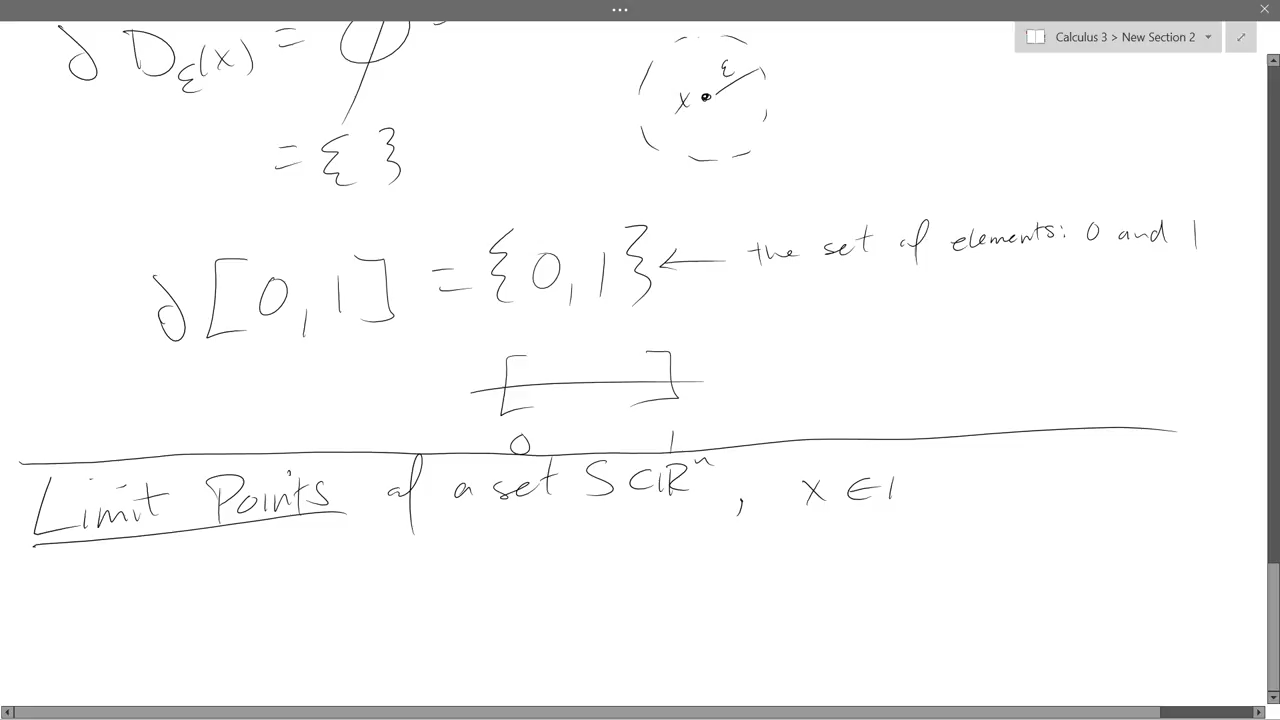 Calculus 3 > New Section 2
∂ D_ε(x) = ϕ
ε
x
= { }
∂ [0, 1] = {0, 1} ← the set of elements: 0 and 1
[ ]
0 1
Limit Points of a set S ⊂ ℝⁿ, x ∈ l